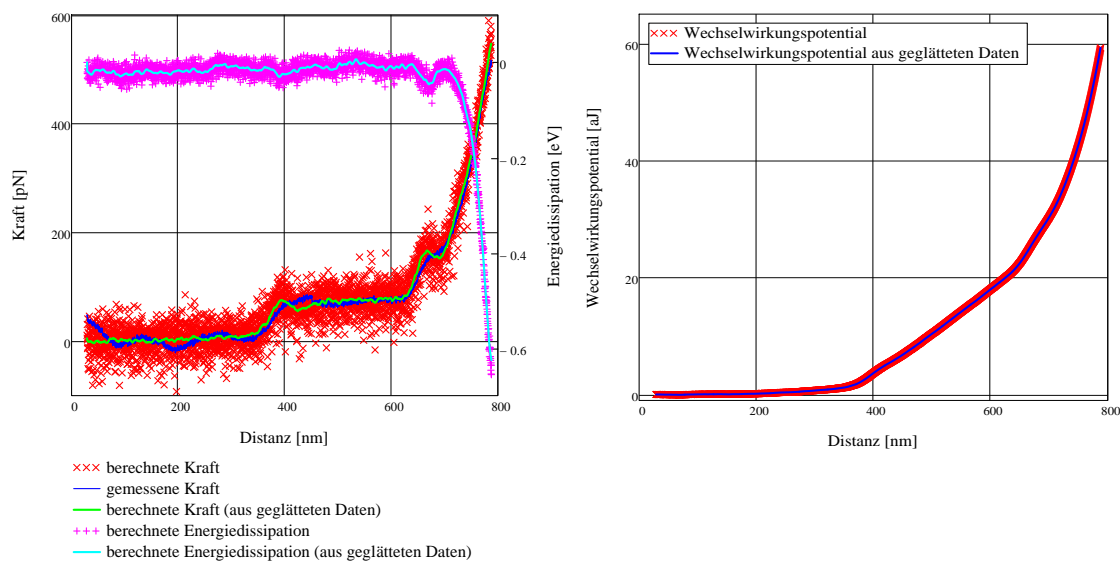 600
400
200
0
Kraft [pN]
0
− 0.2
− 0.4
− 0.6
Energiedissipation [eV]
0
200
400
600
800
Distanz [nm]
berechnete Kraft
gemessene Kraft
berechnete Kraft (aus geglätteten Daten)
berechnete Energiedissipation
berechnete Energiedissipation (aus geglätteten Daten)
Wechselwirkungspotential
Wechselwirkungspotential aus geglätteten Daten
60
40
20
0
Wechselwirkungspotential [aJ]
0
200
400
600
800
Distanz [nm]